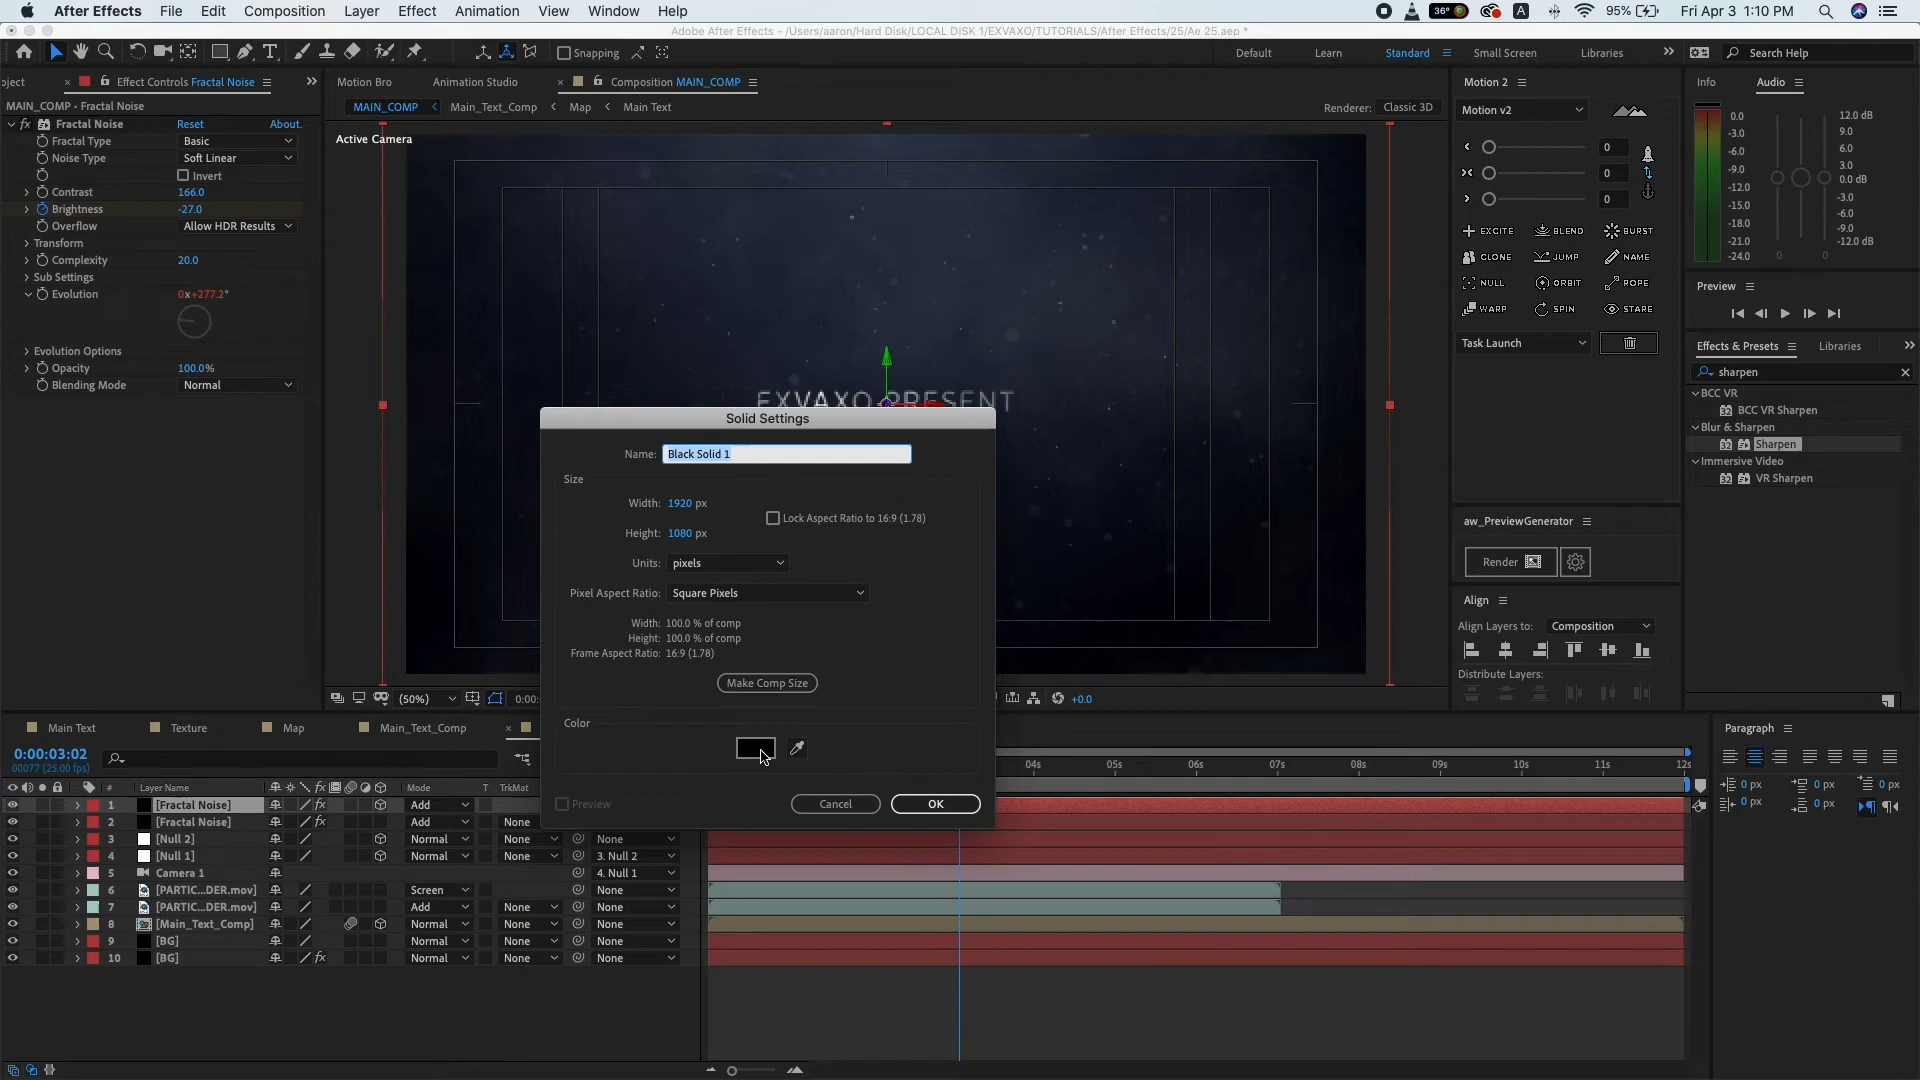 After Effects File Edit Composition Layer Effect Animation View Window Help
36° A 95% Fri Apr 3 1:10 PM
Adobe After Effects - /Users/aaron/Hard Disk/LOCAL DISK 1/EXVAXO/TUTORIALS/After Effects/25/Ae 25.aep *
Snapping Default Learn Standard Small Screen Libraries Search Help
oject Effect Controls Fractal Noise Motion Bro Animation Studio Composition MAIN_COMP
MAIN_COMP - Fractal Noise
MAIN_COMP Main_Text_Comp Map Main Text Renderer: Classic 3D
Active Camera
Fractal Noise Reset About.
Fractal Type Basic
Noise Type Soft Linear
Invert
Contrast 166.0
Brightness -27.0
Overflow Allow HDR Results
Transform
Complexity 20.0
Sub Settings
Evolution 0x+277.2°
Evolution Options
Opacity 100.0%
Blending Mode Normal
EXVAXO PRESENT
Solid Settings
Name: Black Solid 1
Size
Width: 1920 px
Lock Aspect Ratio to 16:9 (1.78)
Height: 1080 px
Units: pixels
Pixel Aspect Ratio: Square Pixels
Width: 100.0 % of comp
Height: 100.0 % of comp
Frame Aspect Ratio: 16:9 (1.78)
Make Comp Size
Color
Preview Cancel OK
(50%) 0:00: +0.0
Motion 2
Motion v2
0
0
0
EXCITE BLEND BURST
CLONE JUMP NAME
NULL ORBIT ROPE
WARP SPIN STARE
Task Launch
aw_PreviewGenerator
Render
Align
Align Layers to: Composition
Distribute Layers:
Info Audio
0.0 12.0 dB
-3.0 9.0
-6.0 6.0
-9.0 3.0
-12.0 0.0 dB
-15.0 -3.0
-18.0 -6.0
-21.0 -9.0
-24.0 0 0 -12.0 dB
Preview
Effects & Presets Libraries
sharpen
BCC VR
32 BCC VR Sharpen
Blur & Sharpen
32 Sharpen
Immersive Video
32 VR Sharpen
Main Text Texture Map Main_Text_Comp
0:00:03:02
00077 (25.00 fps)
04s 05s 06s 07s 08s 09s 10s 11s 12s
# Layer Name fx Mode T TrkMat
1 [Fractal Noise] fx Add
2 [Fractal Noise] fx Add None
3 [Null 2] Normal None None
4 [Null 1] Normal None 3. Null 2
5 Camera 1 4. Null 1
6 [PARTIC...DER.mov] Screen None
7 [PARTIC...DER.mov] Add None None
8 [Main_Text_Comp] Normal None None
9 [BG] Normal None None
10 [BG] fx Normal None None
Paragraph
0 px 0 px 0 px
0 px 0 px